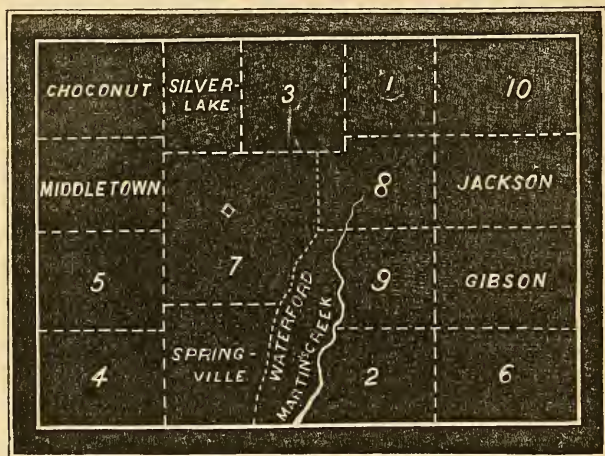 CHOCONUT
SILVER-
LAKE
3
1
10
MIDDLETOWN
8
JACKSON
5
7
WATERFORD
MARTINS CREEK
9
GIBSON
4
SPRING-
VILLE
2
6